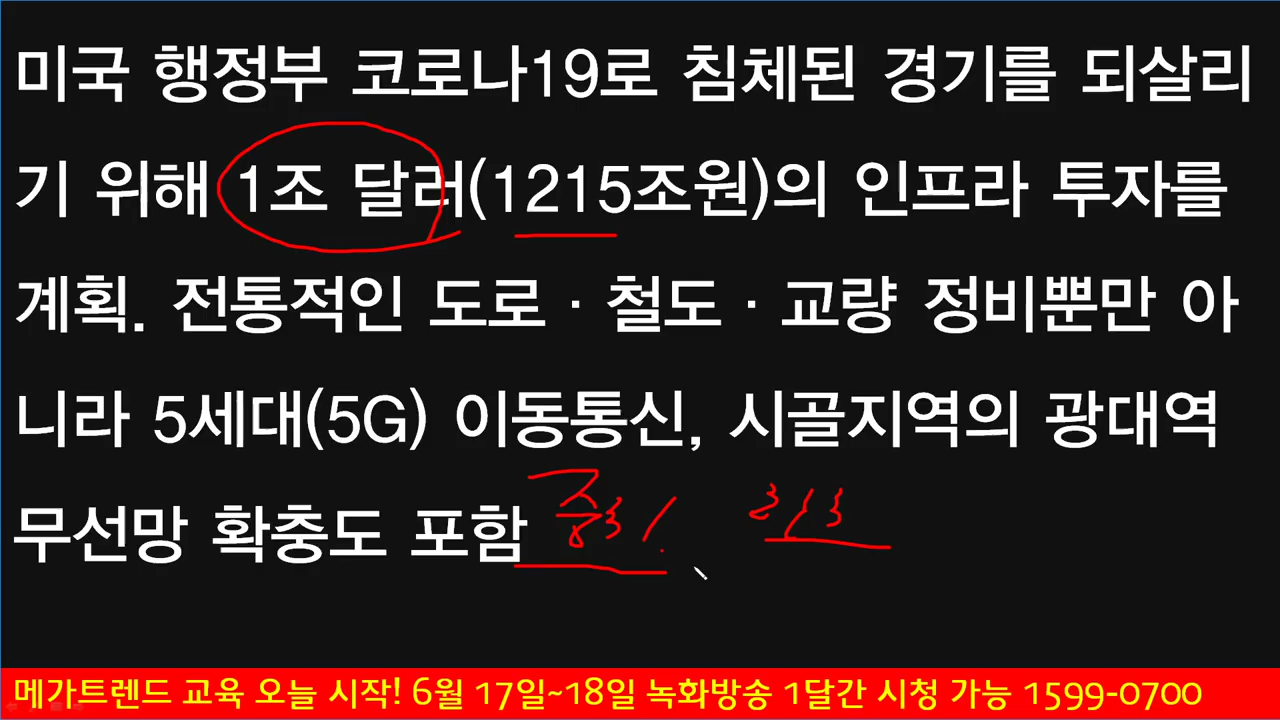 미국 행정부 코로나19로 침체된 경기를 되살리
기 위해 1조 달러(1215조원)의 인프라 투자를
계획. 전통적인 도로·철도·교량 정비뿐만 아
니라 5세대(5G) 이동통신, 시골지역의 광대역
무선망 확충도 포함
메가트렌드 교육 오늘 시작! 6월 17일~18일 녹화방송 1달간 시청 가능 1599-0700